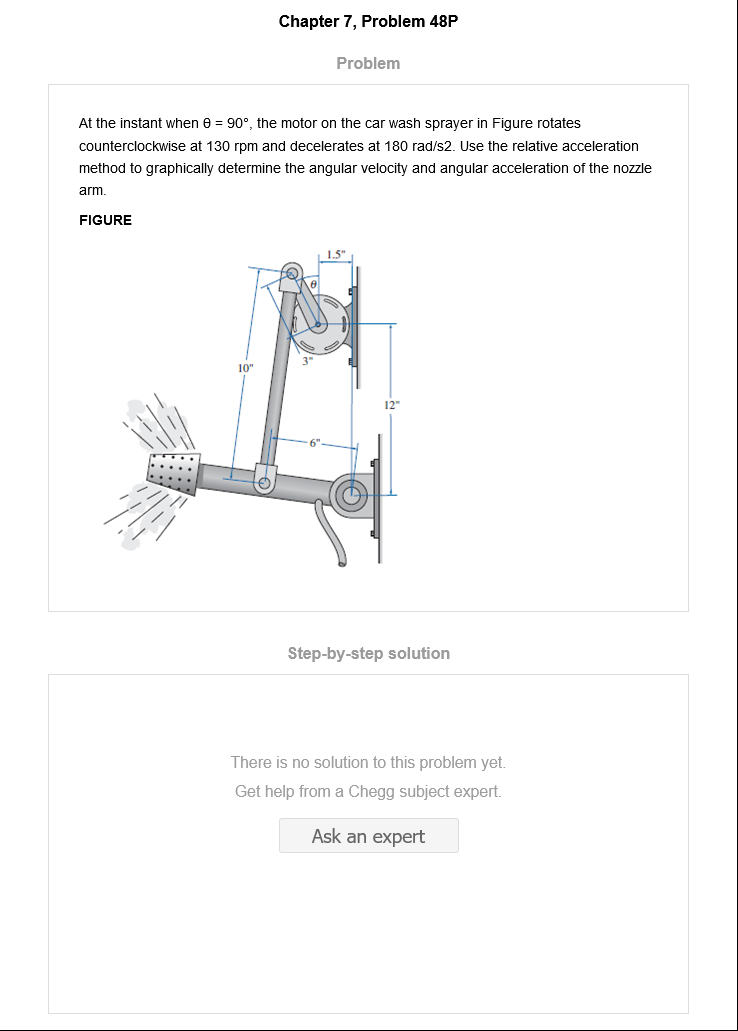 Chapter 7, Problem 48P
Problem
At the instant when θ = 90°, the motor on the car wash sprayer in Figure rotates
counterclockwise at 130 rpm and decelerates at 180 rad/s2. Use the relative acceleration
method to graphically determine the angular velocity and angular acceleration of the nozzle
arm.
FIGURE
1.5"
θ
3"
10"
12"
6"
Step-by-step solution
There is no solution to this problem yet.
Get help from a Chegg subject expert.
Ask an expert